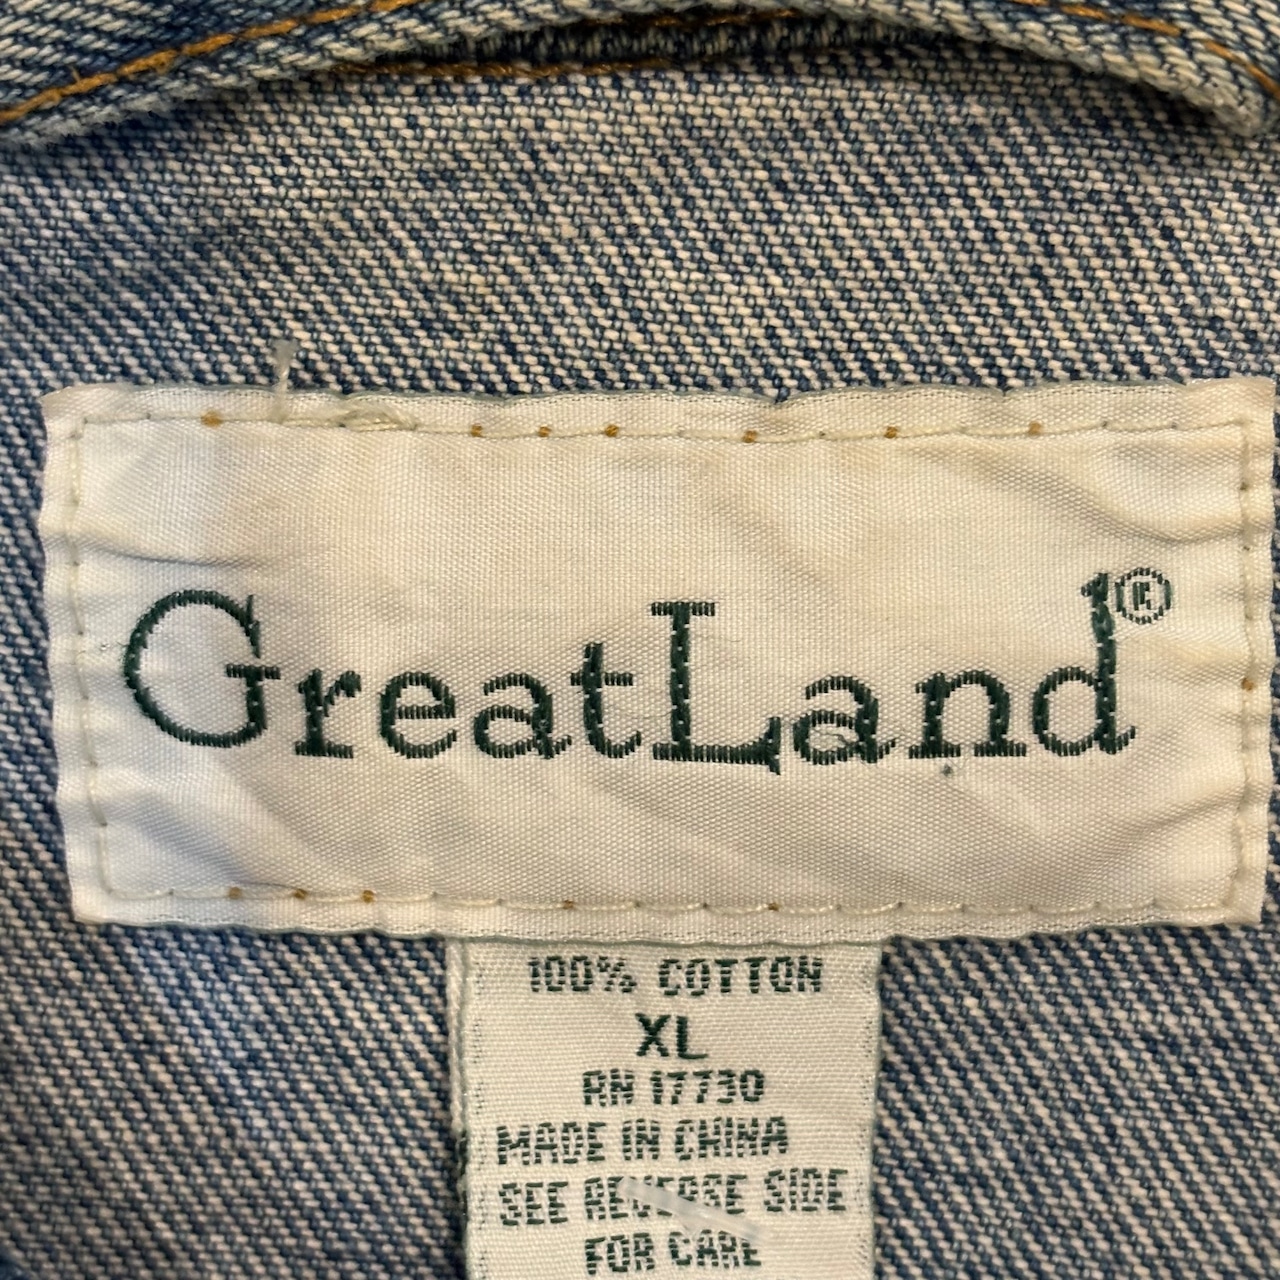 GreatLand®
100% COTTON
XL
RN 17730
MADE IN CHINA
SEE REVERSE SIDE
FOR CARE